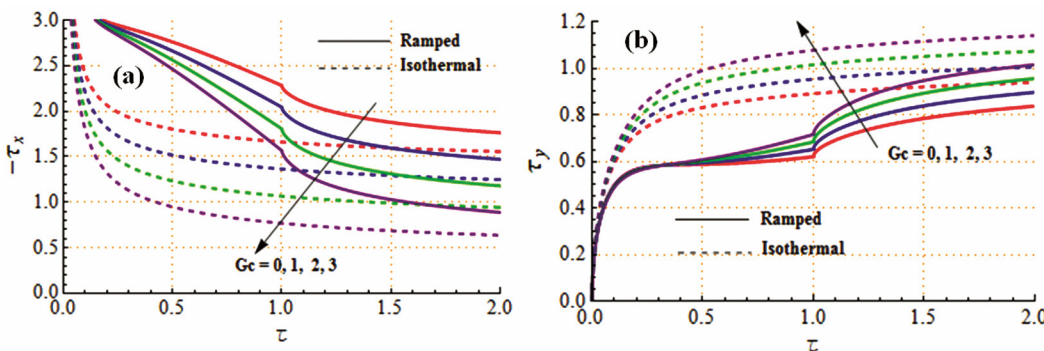 3.0
2.5
2.0
1.5
1.0
0.5
0.0
−τx
(a)
Ramped
Isothermal
Gc = 0, 1, 2, 3
0.0 0.5 1.0 1.5 2.0
τ
1.2
1.0
0.8
0.6
0.4
0.2
0.0
τy
(b)
Gc = 0, 1, 2, 3
Ramped
Isothermal
0.0 0.5 1.0 1.5 2.0
τ